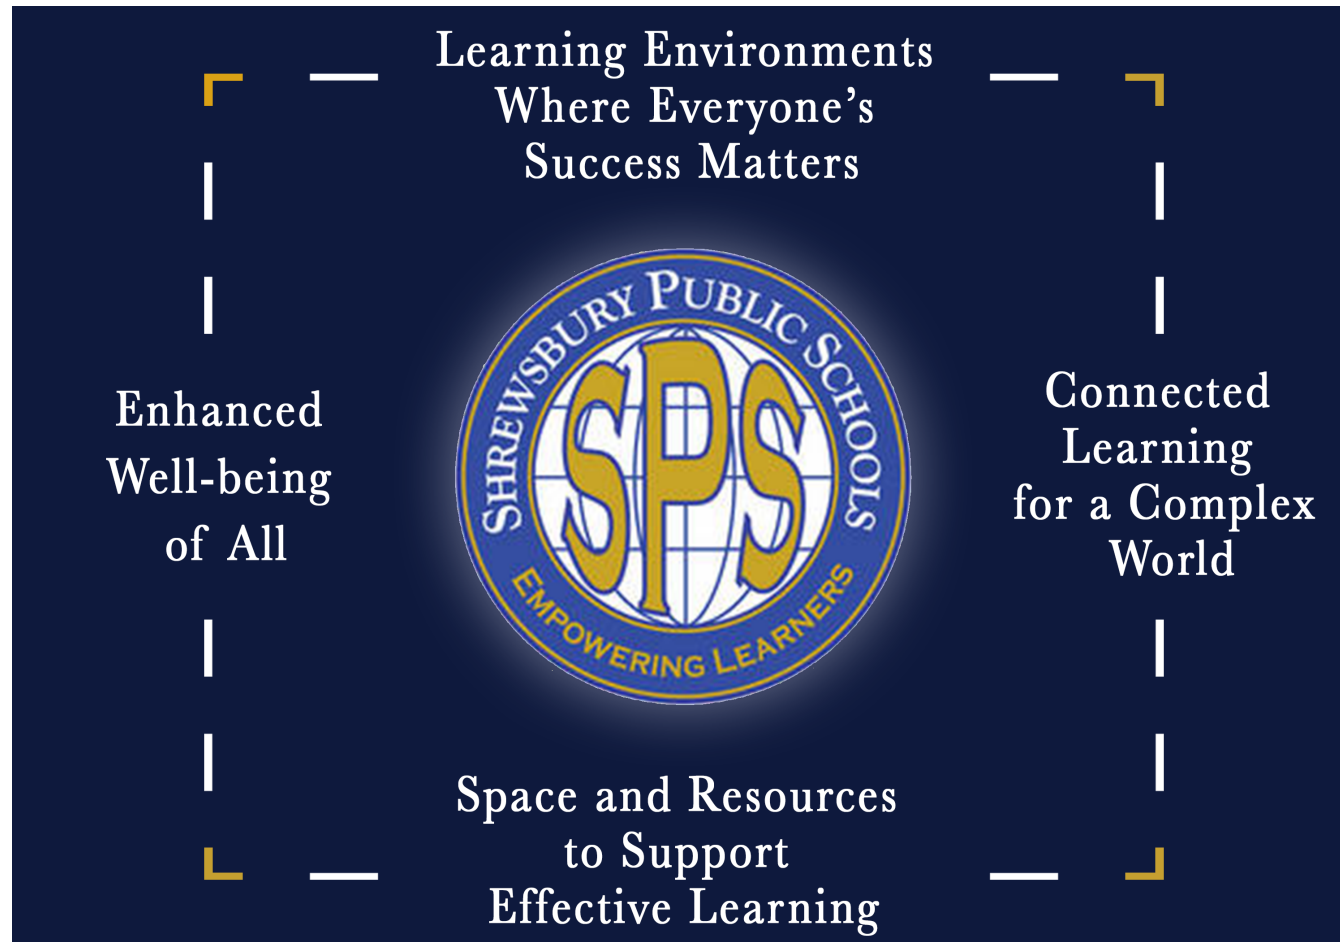 Learning Environments
Where Everyone's
Success Matters
SHREWSBURY PUBLIC SCHOOLS
SPS
EMPOWERING LEARNERS
Enhanced
Well-being
of All
Connected
Learning
for a Complex
World
Space and Resources
to Support
Effective Learning